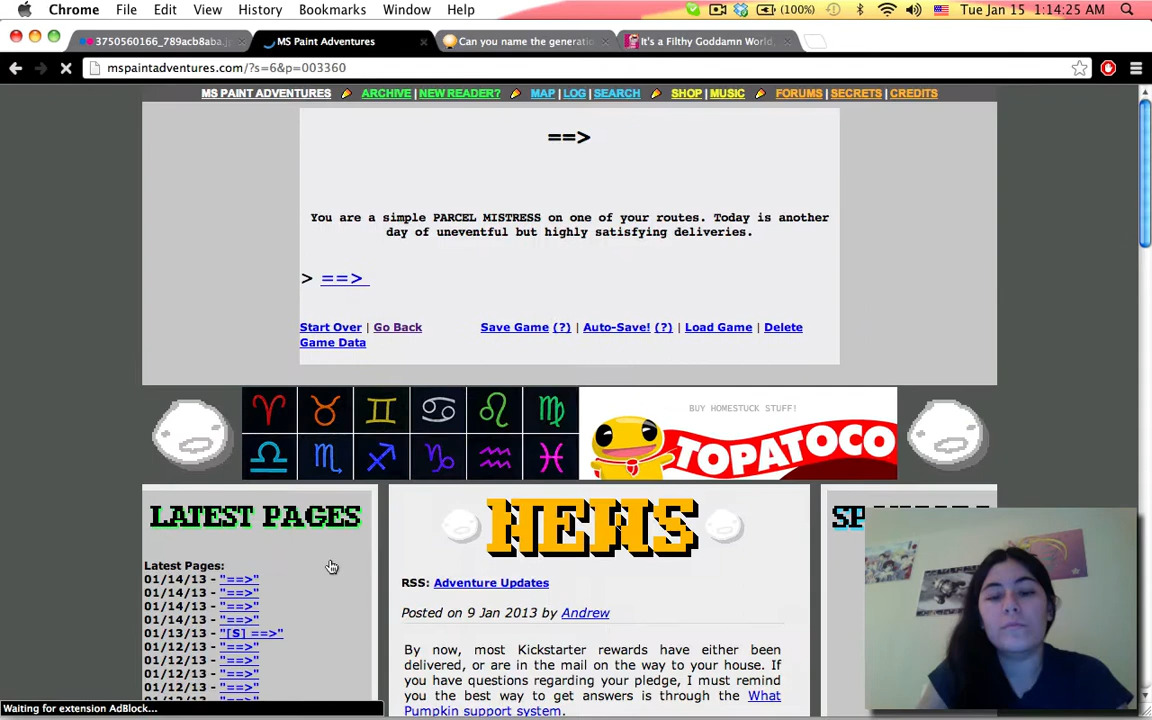 Chrome File Edit View History Bookmarks Window Help (100%) Tue Jan 15 1:14:25 AM
3750560166_789acb8aba.j MS Paint Adventures Can you name the generatio It's a Filthy Goddamn World
mspaintadventures.com/?s=6&p=003360
MS PAINT ADVENTURES ARCHIVE | NEW READER? MAP | LOG | SEARCH SHOP | MUSIC FORUMS | SECRETS | CREDITS
==>
You are a simple PARCEL MISTRESS on one of your routes. Today is another
day of uneventful but highly satisfying deliveries.
> ==>
Start Over | Go Back Save Game (?) | Auto-Save! (?) | Load Game | Delete
Game Data
BUY HOMESTUCK STUFF!
TOPATOCO
LATEST PAGES
NEWS
SP
Latest Pages:
01/14/13 - "==>"
01/14/13 - "==>"
01/14/13 - "==>"
01/14/13 - "==>"
01/13/13 - "[S] ==>"
01/12/13 - "==>"
01/12/13 - "==>"
01/12/13 - "==>"
01/12/13 - "==>"
RSS: Adventure Updates
Posted on 9 Jan 2013 by Andrew
By now, most Kickstarter rewards have either been
delivered, or are in the mail on the way to your house. If
you have questions regarding your pledge, I must remind
you the best way to get answers is through the What
Pumpkin support system.
Waiting for extension AdBlock...